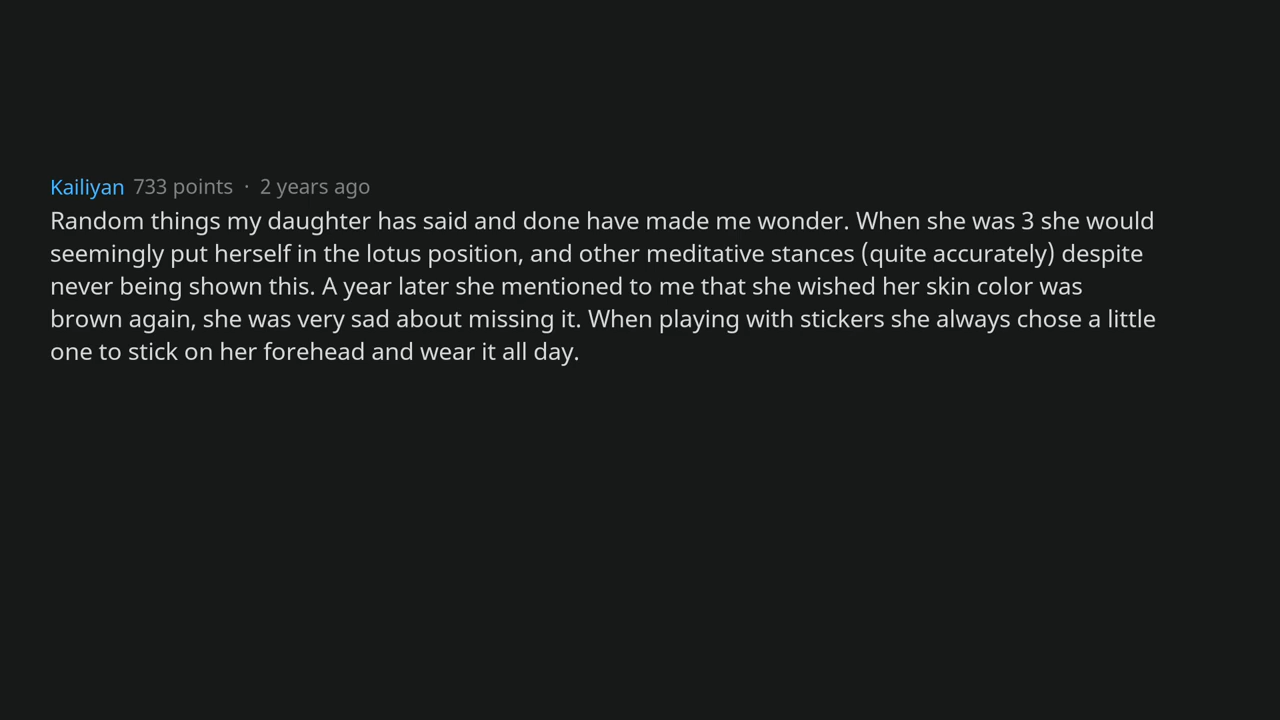 Kailiyan 733 points · 2 years ago
Random things my daughter has said and done have made me wonder. When she was 3 she would
seemingly put herself in the lotus position, and other meditative stances (quite accurately) despite
never being shown this. A year later she mentioned to me that she wished her skin color was
brown again, she was very sad about missing it. When playing with stickers she always chose a little
one to stick on her forehead and wear it all day.